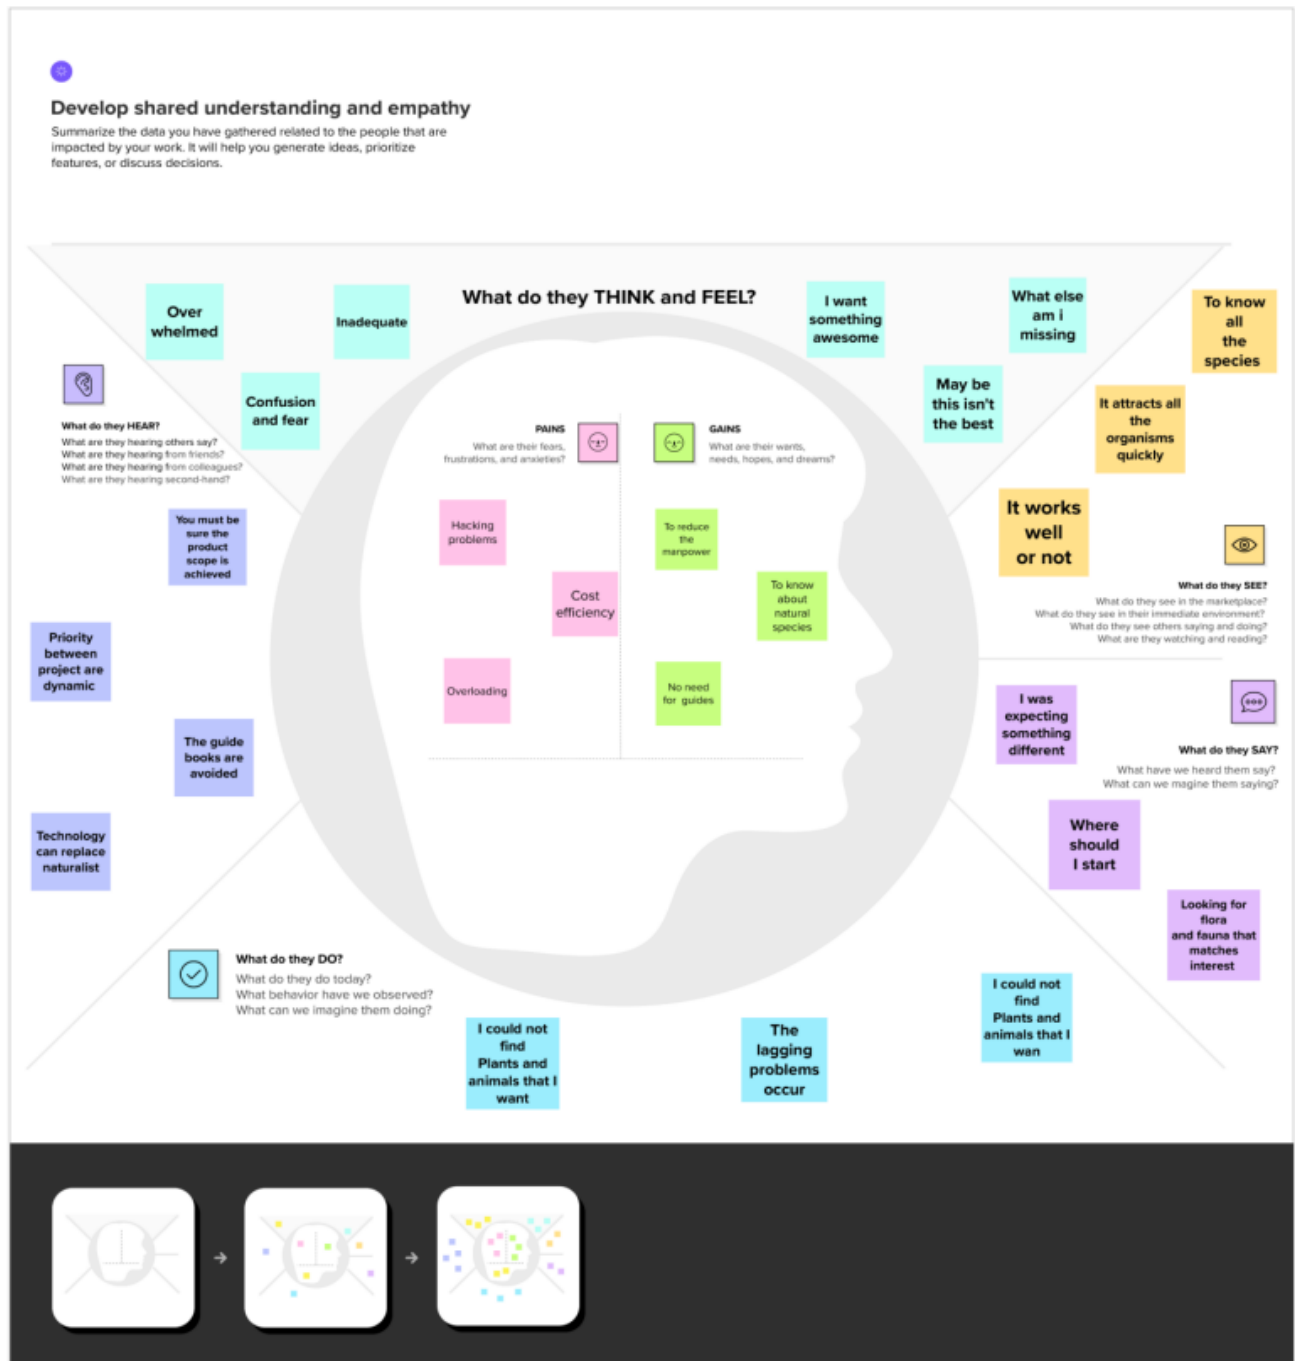 Develop shared understanding and empathy
Summarize the data you have gathered related to the people that are
impacted by your work. It will help you generate ideas, prioritize
features, or discuss decisions.
What do they THINK and FEEL?
Over
whelmed
Inadequate
Confusion
and fear
I want
something
awesome
What else
am i
missing
May be
this isn't
the best
To know
all
the
species
It attracts all
the
organisms
quickly
It works
well
or not
What do they HEAR?
What are they hearing others say?
What are they hearing from friends?
What are they hearing from colleagues?
What are they hearing second-hand?
You must be
sure the
product
scope is
achieved
Priority
between
project are
dynamic
The guide
books are
avoided
Technology
can replace
naturalist
PAINS
What are their fears,
frustrations, and anxieties?
Hacking
problems
Cost
efficiency
Overloading
GAINS
What are their wants,
needs, hopes, and dreams?
To reduce
the
manpower
To know
about
natural
species
No need
for guides
What do they SEE?
What do they see in the marketplace?
What do they see in their immediate environment?
What do they see others saying and doing?
What are they watching and reading?
I was
expecting
something
different
What do they SAY?
What have we heard them say?
What can we magine them saying?
Where
should
I start
Looking for
flora
and fauna that
matches
interest
What do they DO?
What do they do today?
What behavior have we observed?
What can we imagine them doing?
I could not
find
Plants and
animals that I
want
The
lagging
problems
occur
I could not
find
Plants and
animals that I
wan